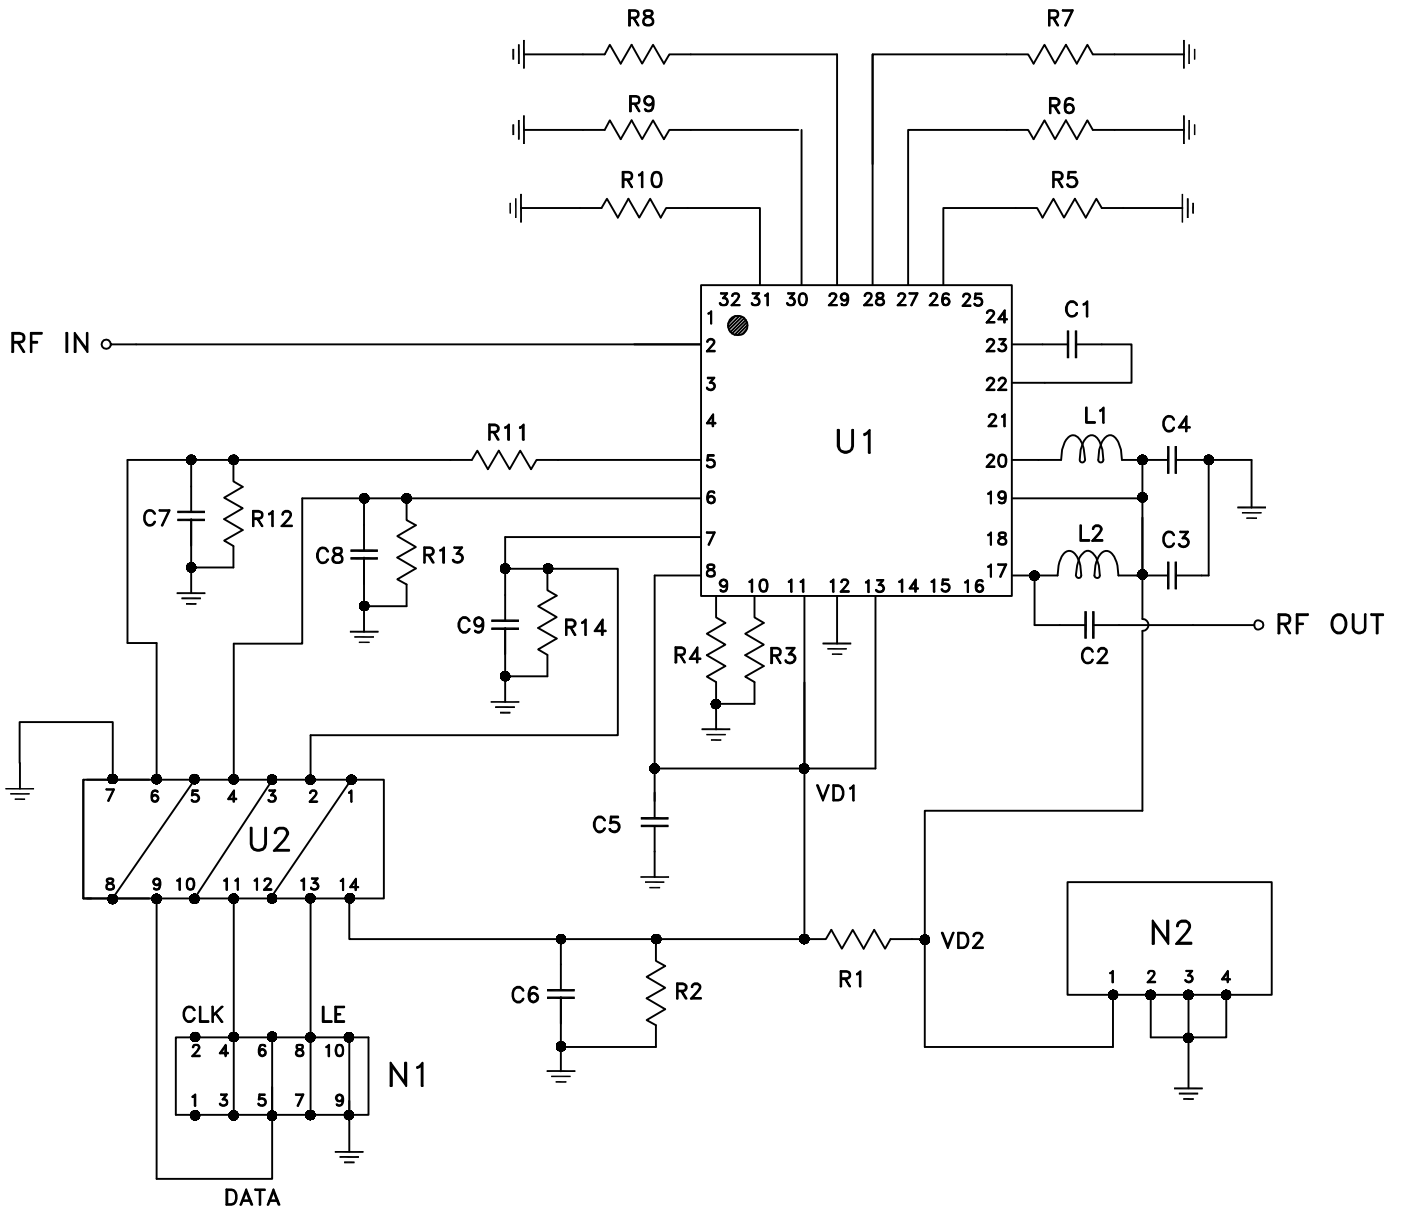 R8
R7
R9
R6
R10
R5
32 31 30 29 28 27 26 25
1
24
C1
RF IN
2
23
3
22
4
21
L1
C4
U1
R11
5
20
6
19
C7
R12
7
18
L2
C3
C8
R13
8
17
9 10 11 12 13 14 15 16
C9
R14
RF OUT
R4
R3
C2
7 6 5 4 3 2 1
VD1
C5
U2
8 9 10 11 12 13 14
N2
VD2
1 2 3 4
R1
C6
R2
CLK
LE
2 4 6 8 10
N1
1 3 5 7 9
DATA